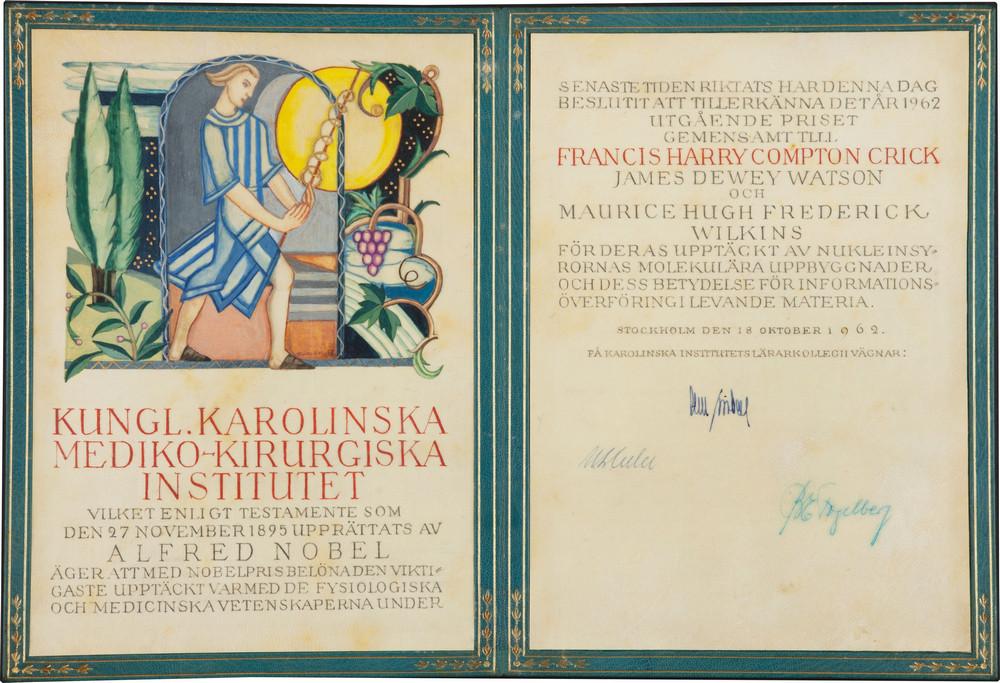 KUNGL. KAROLINSKA
MEDIKO-KIRURGISKA
INSTITUTET
VILKET ENLIGT TESTAMENTE SOM
DEN 27 NOVEMBER 1895 UPPRÄTTATS AV
ALFRED NOBEL
ÄGER ATT MED NOBELPRIS BELÖNA DEN VIKTI-
GASTE UPPTÄCKT VARMED DE FYSIOLOGISKA
OCH MEDICINSKA VETENSKAPERNA UNDER
SENASTE TIDEN RIKTATS HAR DENNA DAG
BESLUTIT ATT TILLERKÄNNA DET ÅR 1962
UTGÅENDE PRISET
GEMENSAMT TILL
FRANCIS HARRY COMPTON CRICK
JAMES DEWEY WATSON
OCH
MAURICE HUGH FREDERICK
WILKINS
FÖR DERAS UPPTÄCKT AV NUKLEINSY-
RORNAS MOLEKULÄRA UPPBYGGNADER
OCH DESS BETYDELSE FÖR INFORMATIONS-
ÖVERFÖRING I LEVANDE MATERIA.
STOCKHOLM DEN 18 OKTOBER 1962.
PÅ KAROLINSKA INSTITUTETS LÄRARKOLLEGII VÄGNAR: